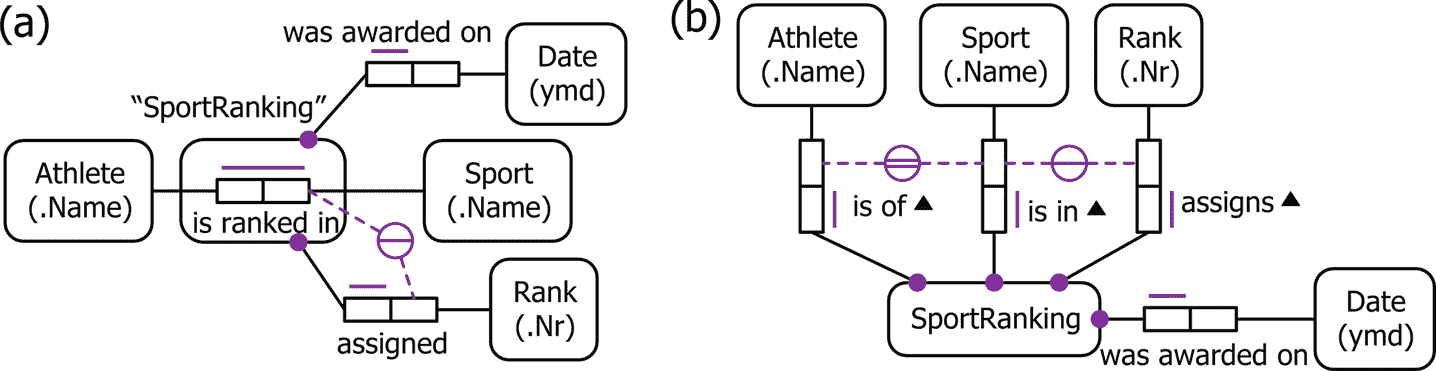 (a)
was awarded on
Date
(ymd)
“SportRanking”
Athlete
(.Name)
Sport
(.Name)
is ranked in
Rank
(.Nr)
assigned
(b)
Athlete
(.Name)
Sport
(.Name)
Rank
(.Nr)
is of ▲
is in ▲
assigns ▲
SportRanking
Date
(ymd)
was awarded on